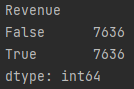 Revenue
False      7636
True       7636
dtype: int64